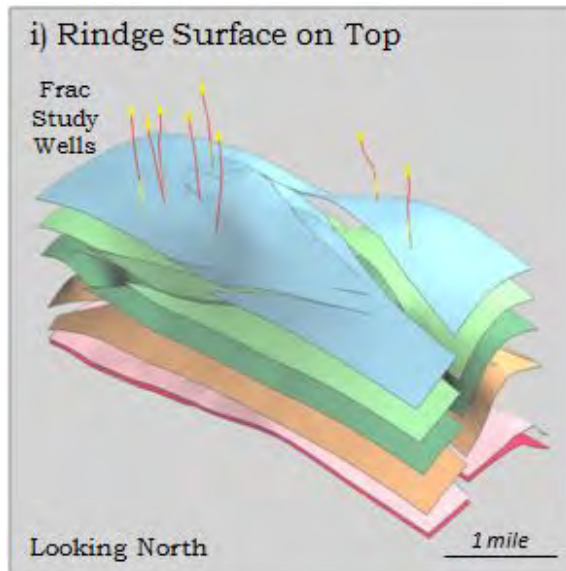 i) Rindge Surface on Top
Frac
Study
Wells
Looking North
1 mile